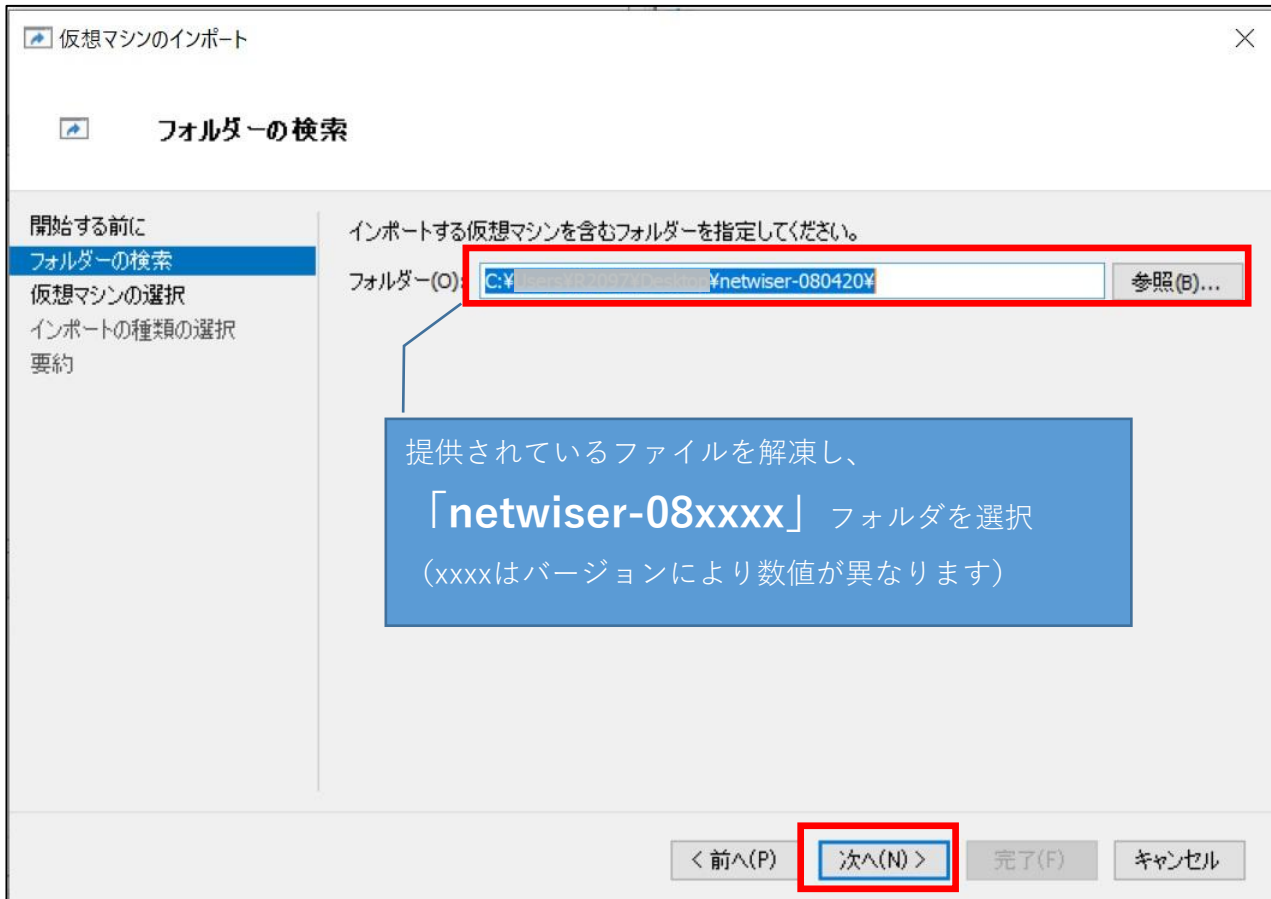 仮想マシンのインポート
フォルダーの検索
開始する前に
フォルダーの検索
仮想マシンの選択
インポートの種類の選択
要約
インポートする仮想マシンを含むフォルダーを指定してください。
フォルダー(O): C:¥ ¥netwiser-080420¥ 参照(B)...
提供されているファイルを解凍し、
「netwiser-08xxxx」フォルダを選択
（xxxxはバージョンにより数値が異なります）
< 前へ(P) 次へ(N) > 完了(F) キャンセル